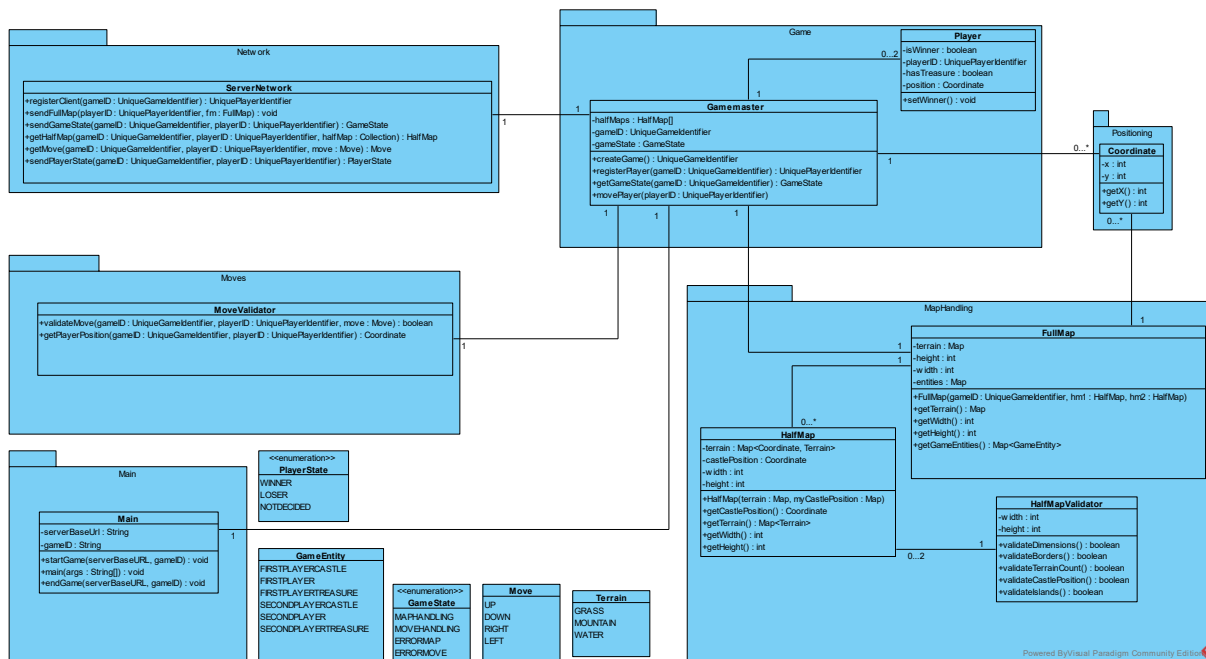 Network
ServerNetwork
+registerClient(gameID : UniqueGameIdentifier) : UniquePlayerIdentifier
+sendFullMap(playerID : UniquePlayerIdentifier, fm : FullMap) : void
+sendGameState(gameID : UniqueGameIdentifier, playerID : UniquePlayerIdentifier) : GameState
+getHalfMap(gameID : UniqueGameIdentifier, playerID : UniquePlayerIdentifier, halfMap : Collection) : HalfMap
+getMove(gameID : UniqueGameIdentifier, playerID : UniquePlayerIdentifier, move : Move) : Move
+sendPlayerState(gameID : UniqueGameIdentifier, playerID : UniquePlayerIdentifier) : PlayerState
1
1
Game
Player
-isWinner : boolean
-playerID : UniquePlayerIdentifier
-hasTreasure : boolean
-position : Coordinate
+setWinner() : void
0...2
1
Gamemaster
-halfMaps : HalfMap[]
-gameID : UniqueGameIdentifier
-gameState : GameState
+createGame() : UniqueGameIdentifier
+registerPlayer(gameID : UniqueGameIdentifier) : UniquePlayerIdentifier
+getGameState(gameID : UniqueGameIdentifier) : GameState
+movePlayer(playerID : UniquePlayerIdentifier)
1
1
1
1
0...*
Positioning
Coordinate
-x : int
-y : int
+getX() : int
+getY() : int
0...*
Moves
MoveValidator
+validateMove(gameID : UniqueGameIdentifier, playerID : UniquePlayerIdentifier, move : Move) : boolean
+getPlayerPosition(gameID : UniqueGameIdentifier, playerID : UniquePlayerIdentifier) : Coordinate
1
MapHandling
1
FullMap
-terrain : Map
-height : int
-width : int
-entities : Map
+FullMap(gameID : UniqueGameIdentifier, hm1 : HalfMap, hm2 : HalfMap)
+getTerrain() : Map
+getWidth() : int
+getHeight() : int
+getGameEntities() : Map<GameEntity>
1
1
0...*
HalfMap
-terrain : Map<Coordinate, Terrain>
-castlePosition : Coordinate
-width : int
-height : int
+HalfMap(terrain : Map, myCastlePosition : Map)
+getCastlePosition() : Coordinate
+getTerrain() : Map<Terrain>
+getWidth() : int
+getHeight() : int
0...2
1
HalfMapValidator
-width : int
-height : int
+validateDimensions() : boolean
+validateBorders() : boolean
+validateTerrainCount() : boolean
+validateCastlePosition() : boolean
+validateIslands() : boolean
Main
Main
-serverBaseUrl : String
-gameID : String
+startGame(serverBaseURL, gameID) : void
+main(args : String[]) : void
+endGame(serverBaseURL, gameID) : void
1
<<enumeration>>
PlayerState
WINNER
LOSER
NOTDECIDED
GameEntity
FIRSTPLAYERCASTLE
FIRSTPLAYER
FIRSTPLAYERTREASURE
SECONDPLAYERCASTLE
SECONDPLAYER
SECONDPLAYERTREASURE
<<enumeration>>
GameState
MAPHANDLING
MOVEHANDLING
ERRORMAP
ERRORMOVE
Move
UP
DOWN
RIGHT
LEFT
Terrain
GRASS
MOUNTAIN
WATER
Powered ByVisual Paradigm Community Edition